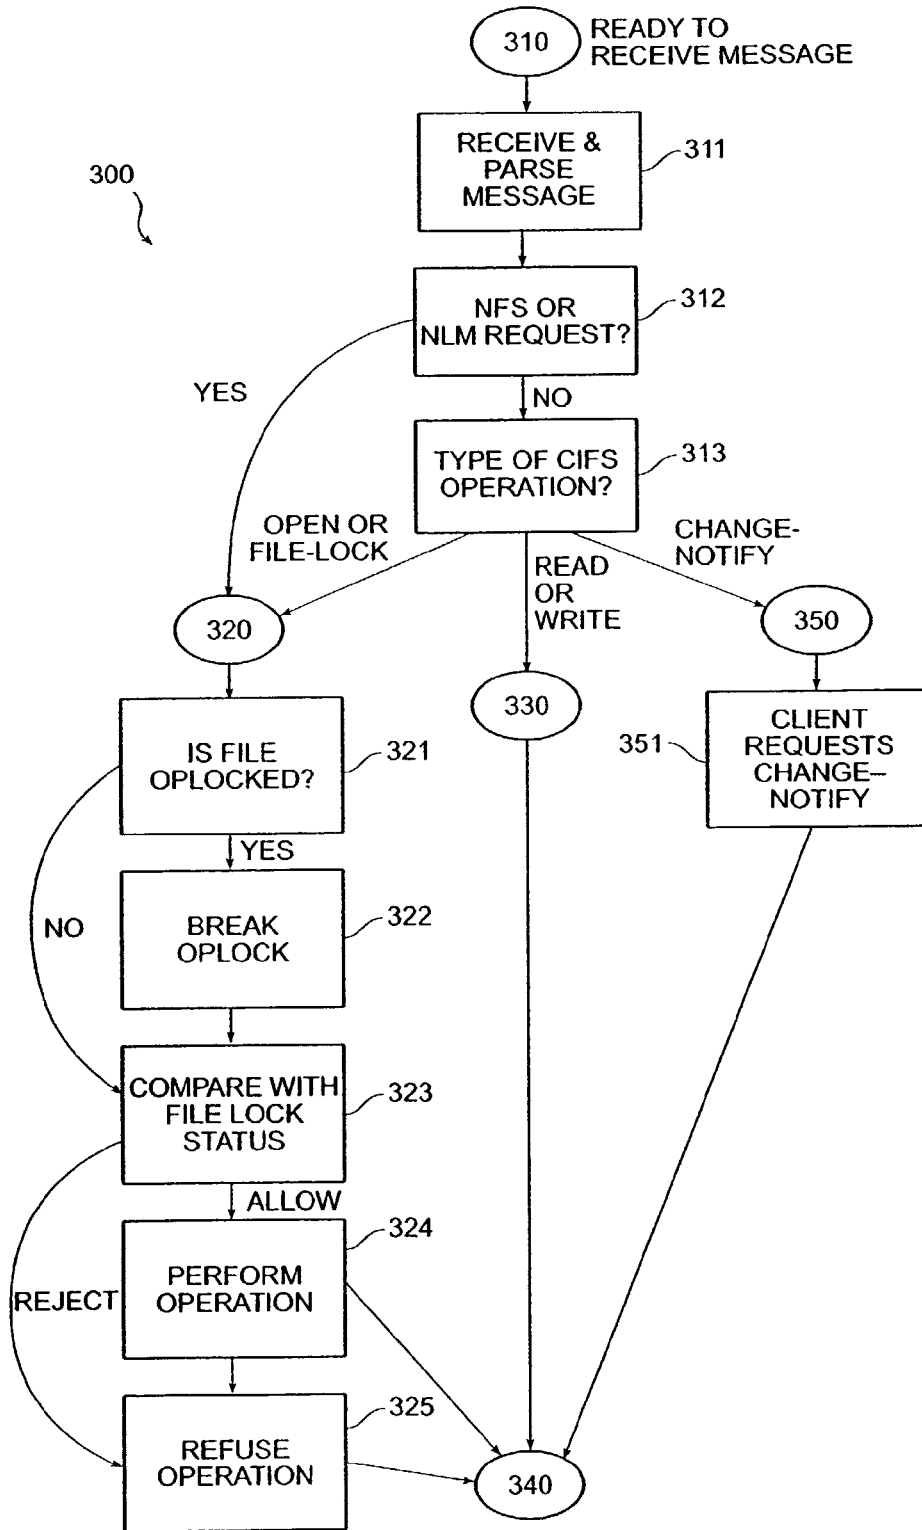 310
READY TO
RECEIVE MESSAGE
RECEIVE &
PARSE
MESSAGE
311
300
NFS OR
NLM REQUEST?
312
YES
NO
TYPE OF CIFS
OPERATION?
313
OPEN OR
FILE-LOCK
READ
OR
WRITE
CHANGE-
NOTIFY
320
330
350
IS FILE
OPLOCKED?
321
351
CLIENT
REQUESTS
CHANGE–
NOTIFY
YES
NO
BREAK
OPLOCK
322
COMPARE WITH
FILE LOCK
STATUS
323
ALLOW
REJECT
PERFORM
OPERATION
324
REFUSE
OPERATION
325
340